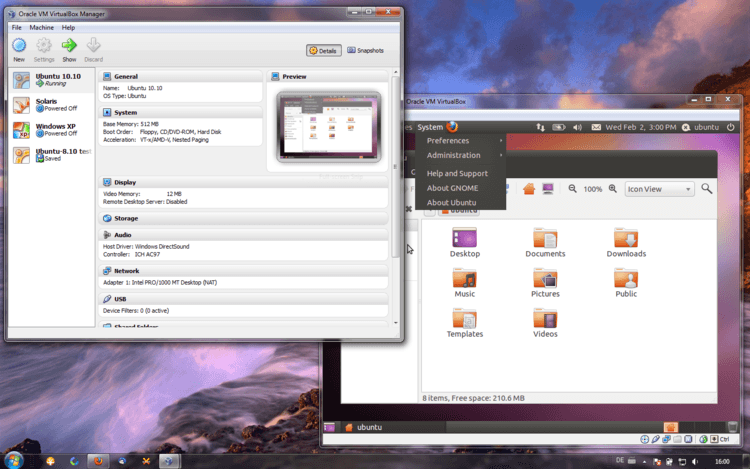 Oracle VM VirtualBox Manager
File Machine Help
New Settings Show Discard
Details Snapshots
Ubuntu 10.10
Running
Solaris
Powered Off
Windows XP
Powered Off
Ubuntu-8.10 test
Saved
General
Name: Ubuntu 10.10
OS Type: Ubuntu
System
Base Memory: 512 MB
Boot Order: Floppy, CD/DVD-ROM, Hard Disk
Acceleration: VT-x/AMD-V, Nested Paging
Preview
Display
Video Memory: 12 MB
Remote Desktop Server: Disabled
Storage
Audio
Host Driver: Windows DirectSound
Controller: ICH AC97
Network
Adapter 1: Intel PRO/1000 MT Desktop (NAT)
USB
Device Filters: 0 (0 active)
Shared Folders
Oracle VM VirtualBox
es System Wed Feb 2, 3:00 PM ubuntu
Preferences
Administration
Help and Support
About GNOME
About Ubuntu
100% Icon View
ubuntu
Desktop Documents Downloads
Music Pictures Public
Templates Videos
8 items, Free space: 210.6 MB
ubuntu
Ctrl
DE 16:00